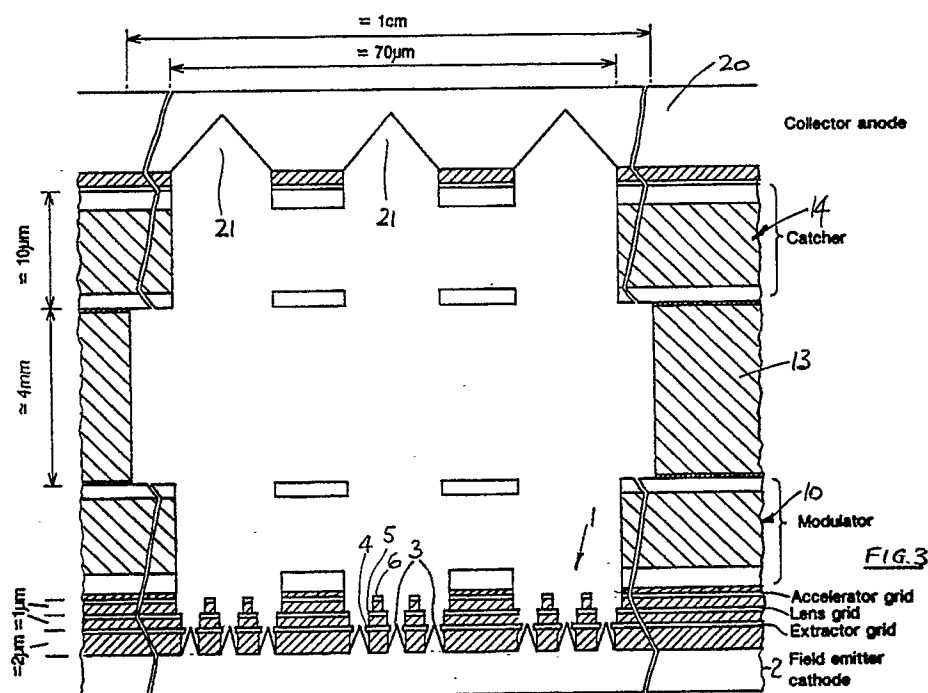 ≈ 1cm
≈ 70µm
20
Collector anode
21
21
14
Catcher
≈ 10µm
≈ 4mm
13
10
Modulator
1
4 5 6 3
FIG.3
≈1µm
≈2µm
Accelerator grid
Lens grid
Extractor grid
2 Field emitter
cathode